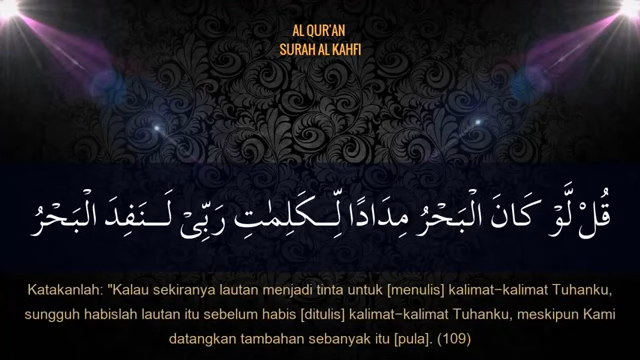 AL QUR'AN
SURAH AL KAHFI
قُلْ لَّوْ كَانَ الْبَحْرُ مِدَادًا لِّكَلِمٰتِ رَبِّيْ لَنَفِدَ الْبَحْرُ
Katakanlah: "Kalau sekiranya lautan menjadi tinta untuk [menulis] kalimat-kalimat Tuhanku,
sungguh habislah lautan itu sebelum habis [ditulis] kalimat-kalimat Tuhanku, meskipun Kami
datangkan tambahan sebanyak itu [pula]. (109)